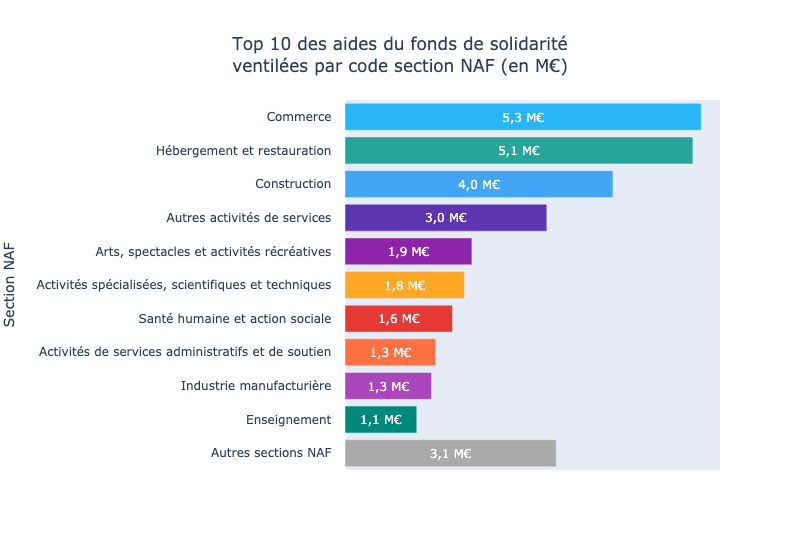 Top 10 des aides du fonds de solidarité
ventilées par code section NAF (en M€)
Section NAF
Commerce 5,3 M€
Hébergement et restauration 5,1 M€
Construction 4,0 M€
Autres activités de services 3,0 M€
Arts, spectacles et activités récréatives 1,9 M€
Activités spécialisées, scientifiques et techniques 1,8 M€
Santé humaine et action sociale 1,6 M€
Activités de services administratifs et de soutien 1,3 M€
Industrie manufacturière 1,3 M€
Enseignement 1,1 M€
Autres sections NAF 3,1 M€